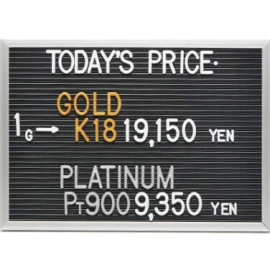 TODAY'S PRICE·
GOLD
1G→ K18 19,150 YEN
PLATINUM
PT900 9,350 YEN